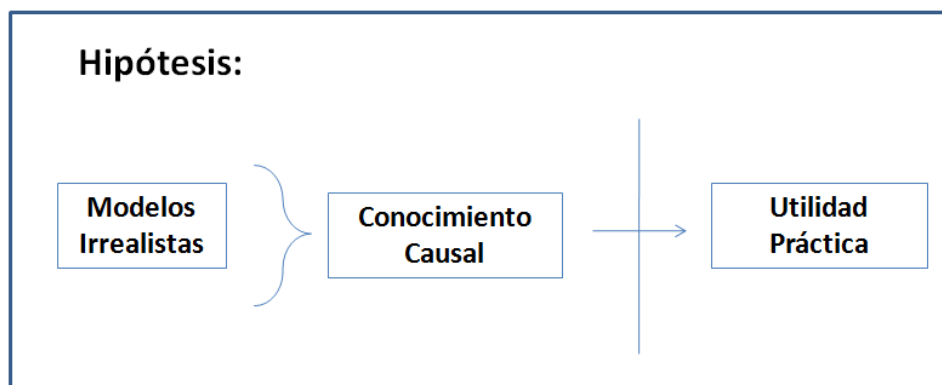 Hipótesis:
Modelos
Irrealistas
Conocimiento
Causal
Utilidad
Práctica